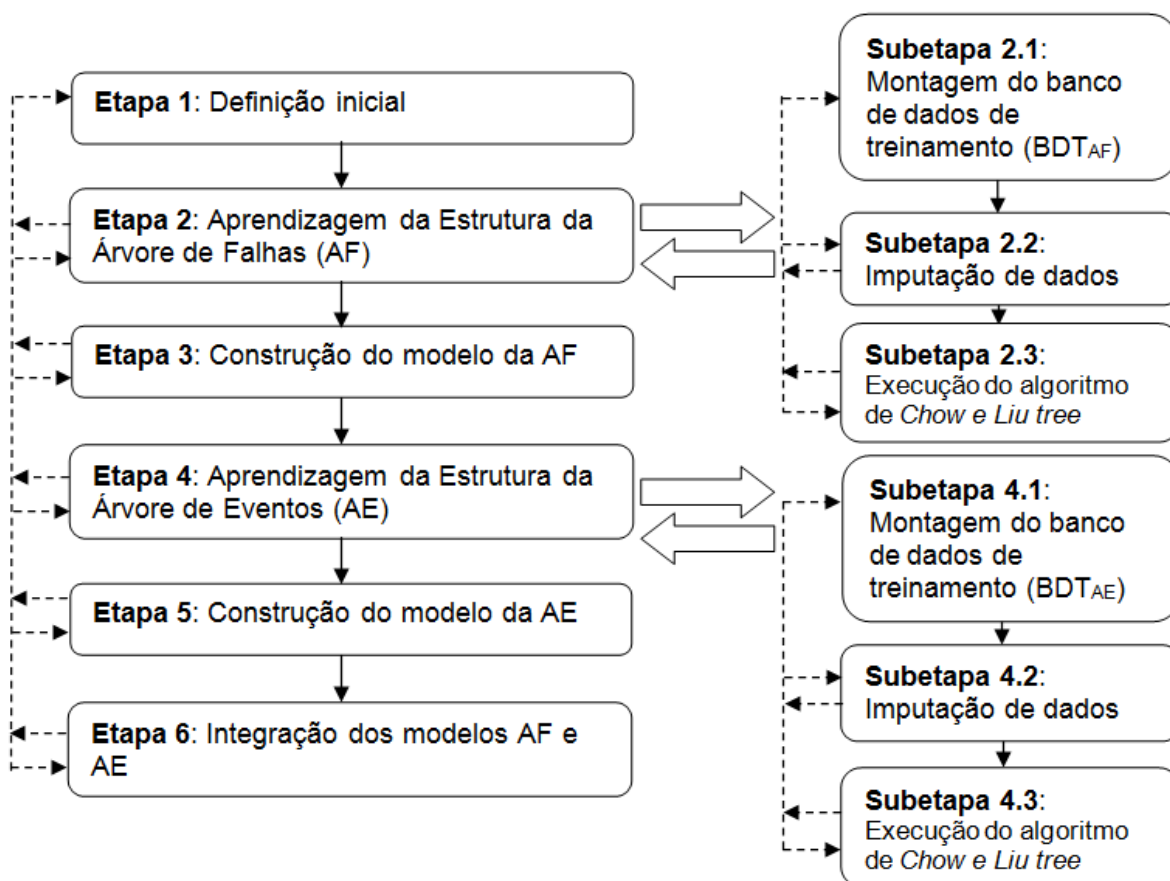 Etapa 1: Definição inicial
Etapa 2: Aprendizagem da Estrutura da
Árvore de Falhas (AF)
Etapa 3: Construção do modelo da AF
Etapa 4: Aprendizagem da Estrutura da
Árvore de Eventos (AE)
Etapa 5: Construção do modelo da AE
Etapa 6: Integração dos modelos AF e
AE
Subetapa 2.1:
Montagem do banco
de dados de
treinamento (BDTAF)
Subetapa 2.2:
Imputação de dados
Subetapa 2.3:
Execução do algoritmo
de Chow e Liu tree
Subetapa 4.1:
Montagem do banco
de dados de
treinamento (BDTAE)
Subetapa 4.2:
Imputação de dados
Subetapa 4.3:
Execução do algoritmo
de Chow e Liu tree